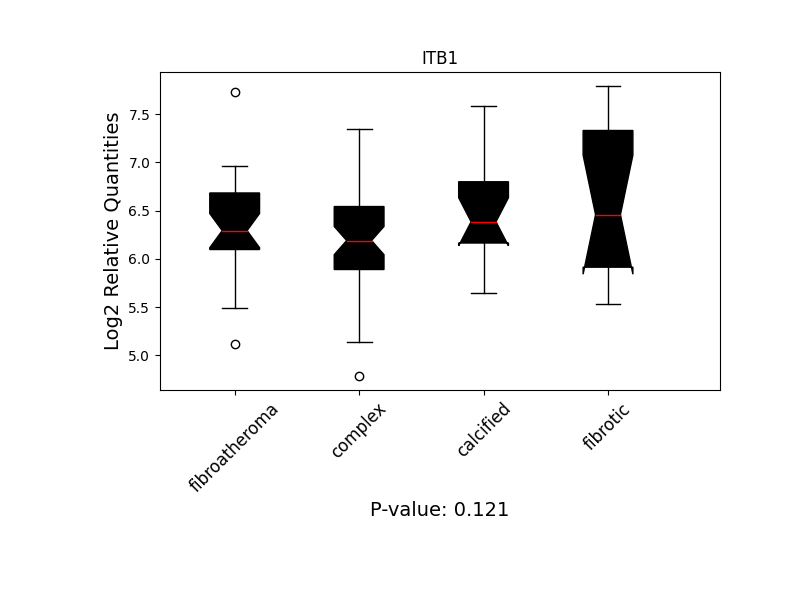 ITB1
Log2 Relative Quantities
7.5
7.0
6.5
6.0
5.5
5.0
fibroatheroma
complex
calcified
fibrotic
P-value: 0.121